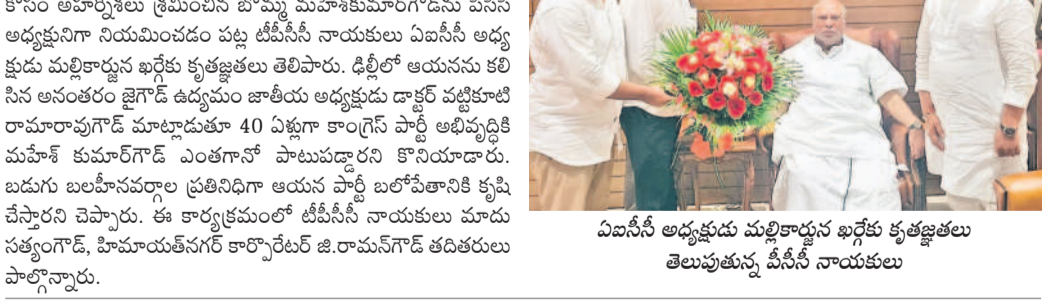 కోసం అహర్నిశలు శ్రమించిన బొమ్మ మహేశ్‌కుమార్‌గౌడ్‌ను పీసీసీ
అధ్యక్షునిగా నియమించడం పట్ల టీపీసీసీ నాయకులు ఏఐసీసీ అధ్య
క్షుడు మల్లికార్జున ఖర్గేకు కృతజ్ఞతలు తెలిపారు. ఢిల్లీలో ఆయనను కలి
సిన అనంతరం జైగౌడ్ ఉద్యమం జాతీయ అధ్యక్షుడు డాక్టర్ వట్టికూటి
రామారావుగౌడ్ మాట్లాడుతూ 40 ఏళ్లుగా కాంగ్రెస్ పార్టీ అభివృద్ధికి
మహేశ్ కుమార్‌గౌడ్ ఎంతగానో పాటుపడ్డారని కొనియాడారు.
బడుగు బలహీనవర్గాల ప్రతినిధిగా ఆయన పార్టీ బలోపేతానికి కృషి
చేస్తారని చెప్పారు. ఈ కార్యక్రమంలో టీపీసీసీ నాయకులు మాదు
సత్యంగౌడ్, హిమాయత్‌నగర్ కార్పొరేటర్ జి.రామన్‌గౌడ్ తదితరులు
పాల్గొన్నారు.
ఏఐసీసీ అధ్యక్షుడు మల్లికార్జున ఖర్గేకు కృతజ్ఞతలు
తెలుపుతున్న పీసీసీ నాయకులు